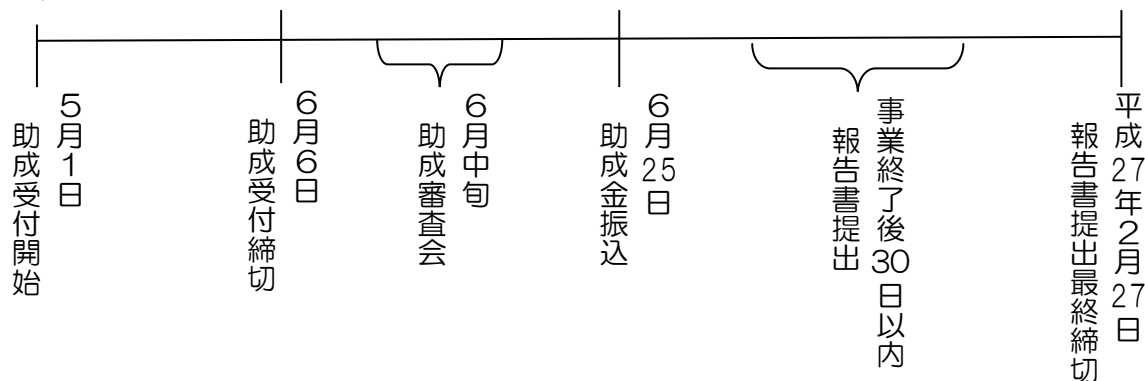 5月1日
助成受付開始
6月6日
助成受付締切
6月中旬
助成審査会
6月25日
助成金振込
事業終了後30日以内
報告書提出
平成27年2月27日
報告書提出最終締切